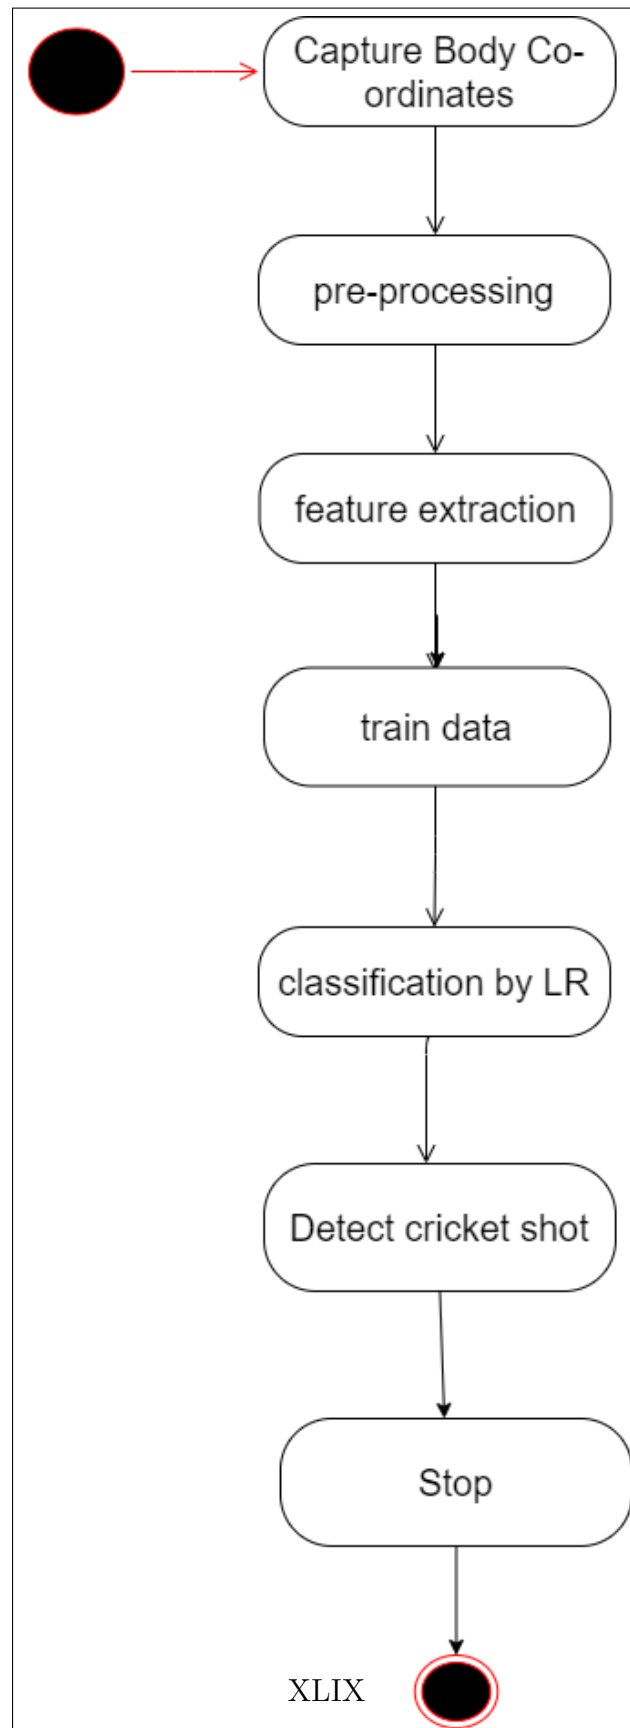 Capture Body Co-
ordinates
pre-processing
feature extraction
train data
classification by LR
Detect cricket shot
Stop
XLIX